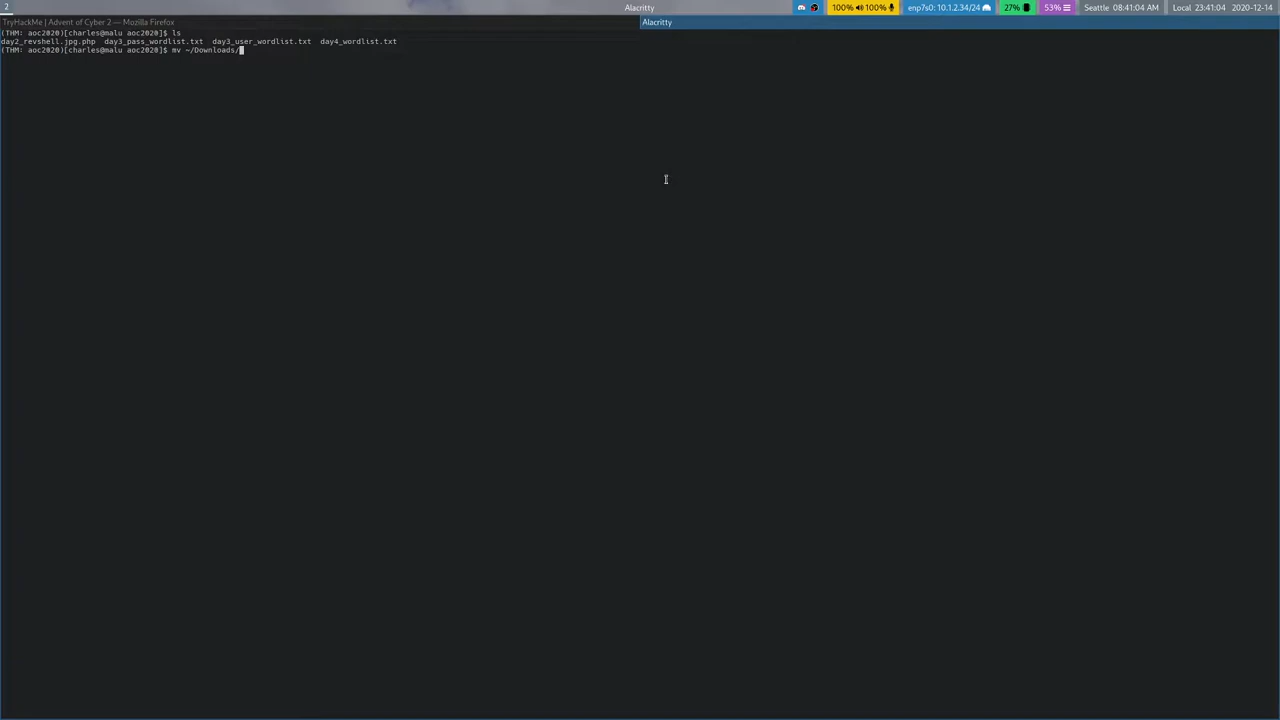 2
Alacritty
100% 100%
enp7s0: 10.1.2.34/24
27%
53%
Seattle 08:41:04 AM
Local 23:41:04
2020-12-14
TryHackMe | Advent of Cyber 2 — Mozilla Firefox
Alacritty
(THM: aoc2020)[charles@malu aoc2020]$ ls
day2_revshell.jpg.php day3_pass_wordlist.txt day3_user_wordlist.txt day4_wordlist.txt
(THM: aoc2020)[charles@malu aoc2020]$ mv ~/Downloads/